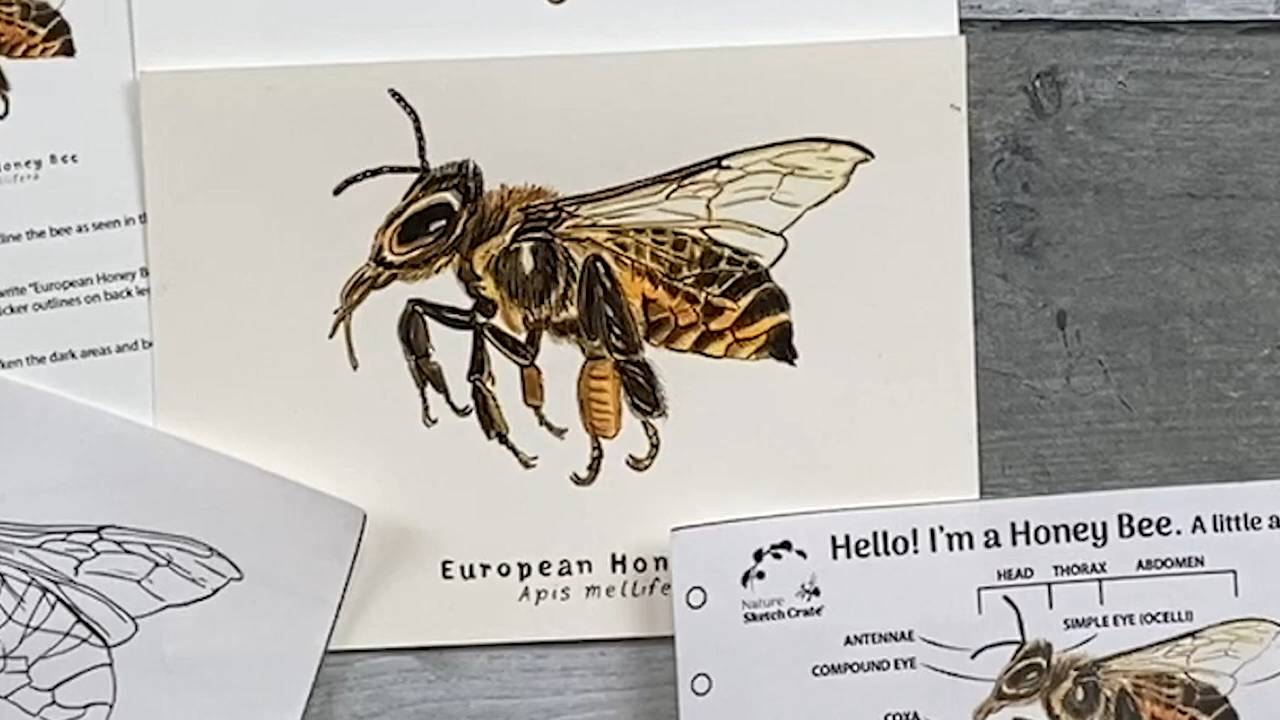 oney Bee
llifera
line the bee as seen in t
write "European Honey B
icker outlines on back le
ken the dark areas and b
European Hon
Apis mellife
Hello! I'm a Honey Bee. A little a
HEAD THORAX ABDOMEN
Nature
Sketch Crate
SIMPLE EYE (OCELLI)
ANTENNAE
COMPOUND EYE
COXA